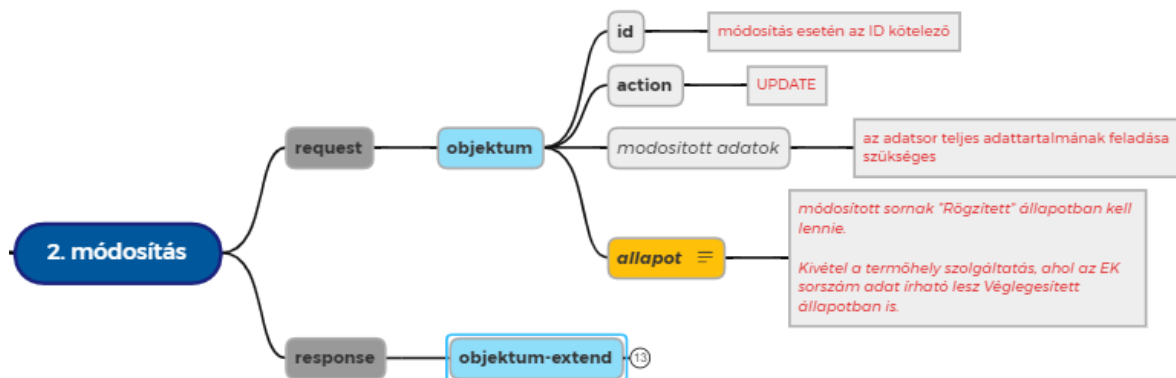 id
módosítás esetén az ID kötelező
action
UPDATE
request
objektum
modosított adatok
az adatsor teljes adattartalmának feladása
szükséges
módosított sornak "Rögzített" állapotban kell
lennie.
2. módosítás
allapot
Kivétel a termőhely szolgáltatás, ahol az EK
sorszám adat írható lesz Véglegesített
állapotban is.
response
objektum-extend
13